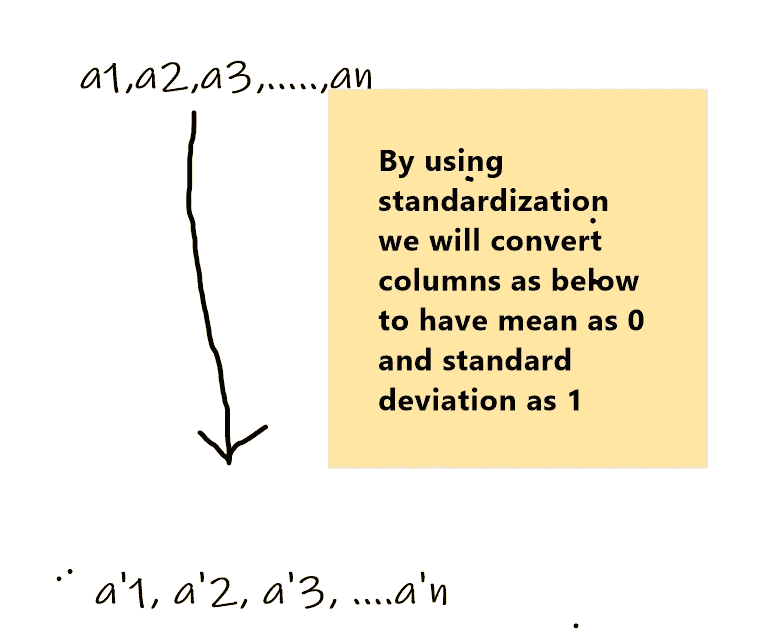 a1,a2,a3,.....,an
By using
standardization
we will convert
columns as below
to have mean as 0
and standard
deviation as 1
a'1, a'2, a'3, ....a'n